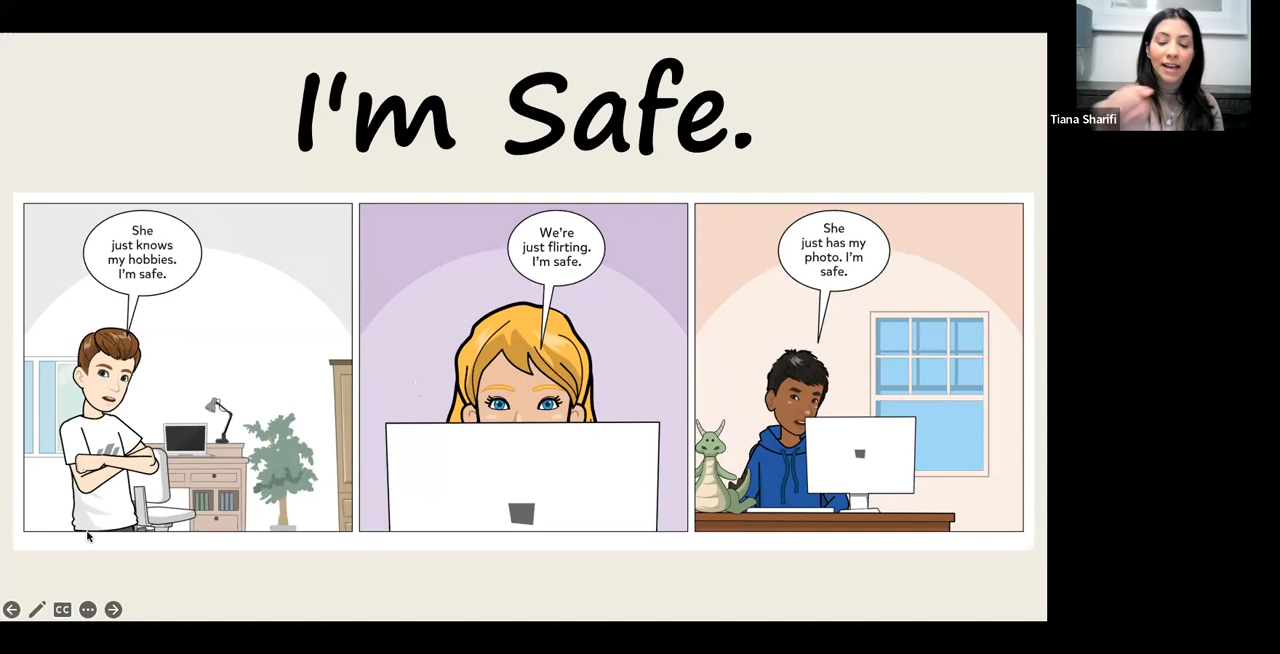 I'm Safe.
She
just knows
my hobbies.
I'm safe.
We're
just flirting.
I'm safe.
She
just has my
photo. I'm
safe.
Tiana Sharifi
CC